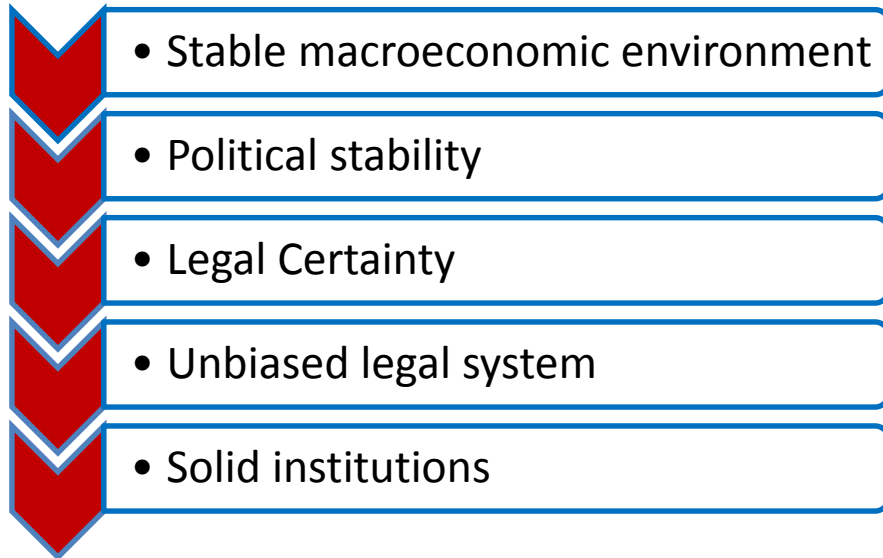 • Stable macroeconomic environment
• Political stability
• Legal Certainty
• Unbiased legal system
• Solid institutions